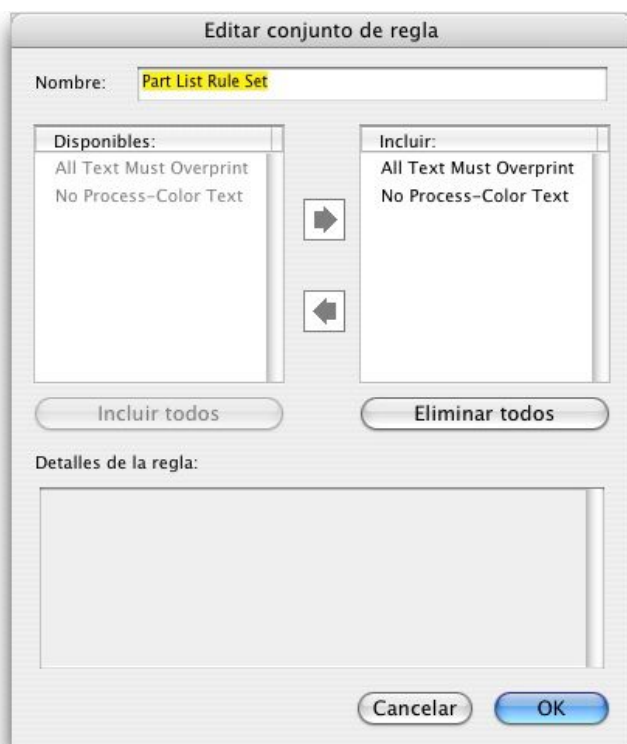 Editar conjunto de regla
Nombre: Part List Rule Set
Disponibles:
All Text Must Overprint
No Process-Color Text
Incluir:
All Text Must Overprint
No Process-Color Text
Incluir todos
Eliminar todos
Detalles de la regla:
Cancelar
OK